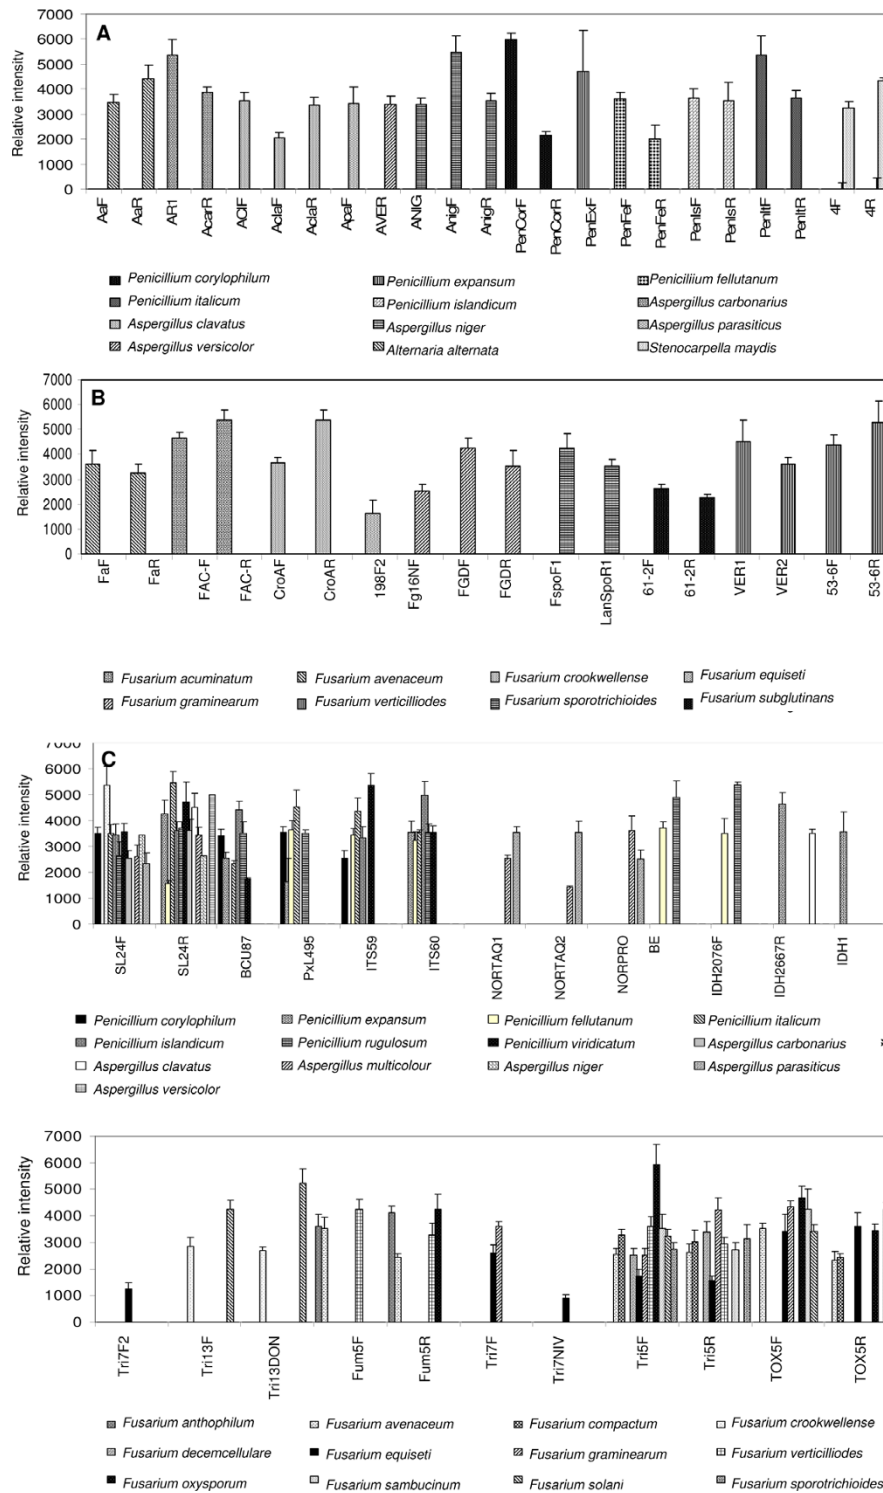 A
Relative intensity
7000
6000
5000
4000
3000
2000
1000
0
AaF AaR AR1 AcarR AClF AclaF AclaR ApaF AVER ANIG AnigF AnigR PenCorF PenCorR PenExF PenFeF PenFeR PenIsF PenIsR PenItF PenItR 4F 4R
Penicillium corylophilum Penicillium expansum Peniciliium fellutanum
Penicillium italicum Penicillium islandicum Aspergillus carbonarius
Aspergillus clavatus Aspergillus niger Aspergillus parasiticus
Aspergillus versicolor Alternaria alternata Stenocarpella maydis
B
Relative intensity
7000
6000
5000
4000
3000
2000
1000
0
FaF FaR FAC-F FAC-R CroAF CroAR 198F2 Fg16NF FGDF FGDR FspoF1 LanSpoR1 61-2F 61-2R VER1 VER2 53-6F 53-6R
Fusarium acuminatum Fusarium avenaceum Fusarium crookwellense Fusarium equiseti
Fusarium graminearum Fusarium verticilliodes Fusarium sporotrichioides Fusarium subglutinans
C
Relative intensity
7000
6000
5000
4000
3000
2000
1000
0
SL24F SL24R BCU87 PxL495 ITS59 ITS60 NORTAQ1 NORTAQ2 NORPRO BE IDH2076F IDH2667R IDH1
Penicillium corylophilum Penicillium expansum Penicillium fellutanum Penicillium italicum
Penicillium islandicum Penicillium rugulosum Penicillium viridicatum Aspergillus carbonarius
Aspergillus clavatus Aspergillus multicolour Aspergillus niger Aspergillus parasiticus
Aspergillus versicolor
Relative intensity
7000
6000
5000
4000
3000
2000
1000
0
Tri7F2 Tri13F Tri13DON Fum5F Fum5R Tri7F Tri7NIV Tri5F Tri5R TOX5F TOX5R
Fusarium anthophilum Fusarium avenaceum Fusarium compactum Fusarium crookwellense
Fusarium decemcellulare Fusarium equiseti Fusarium graminearum Fusarium verticilliodes
Fusarium oxysporum Fusarium sambucinum Fusarium solani Fusarium sporotrichioides